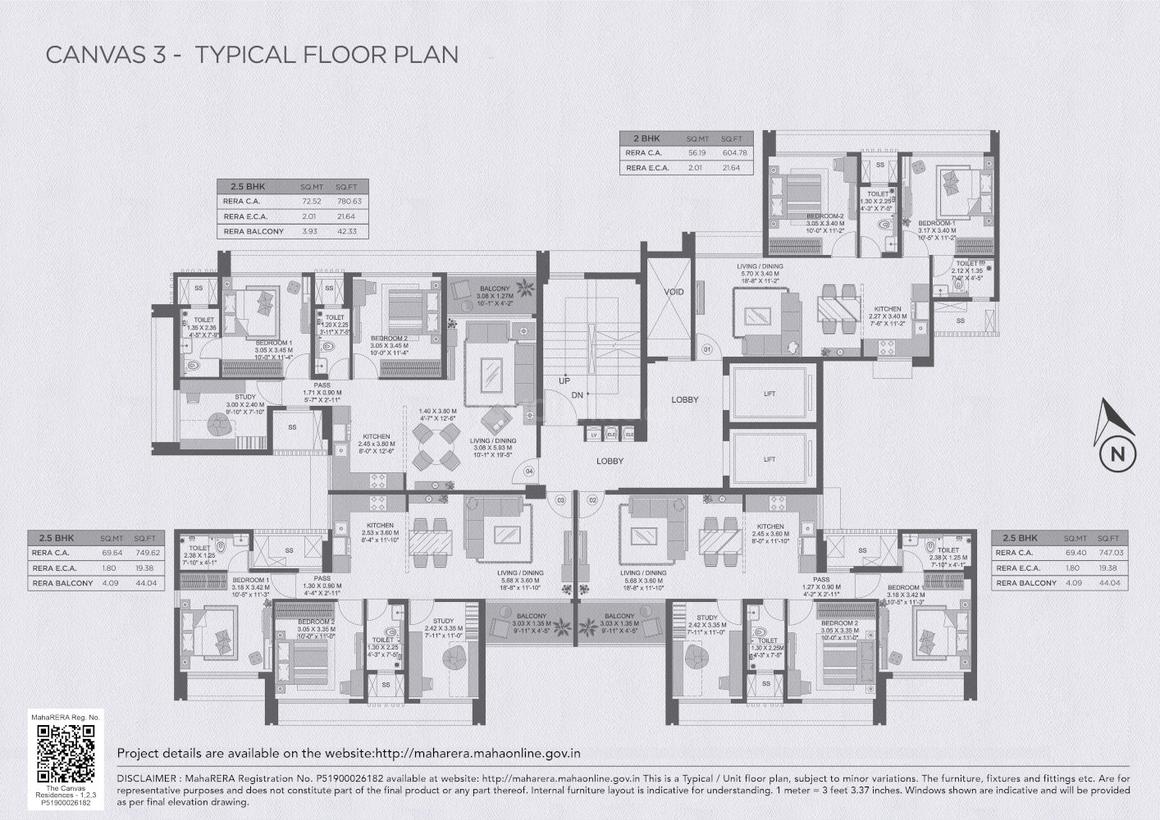 CANVAS 3 - TYPICAL FLOOR PLAN
2 BHK SQ.MT SQ.FT
RERA C.A. 56.19 604.78
RERA E.C.A. 2.01 21.64
2.5 BHK SQ.MT SQ.FT
RERA C.A. 72.52 780.63
RERA E.C.A. 2.01 21.64
RERA BALCONY 3.93 42.33
SS
TOILET
1.30 X 2.25
4'-3" X 7'-5"
BEDROOM-2
3.05 X 3.40 M
10'-0" X 11'-2"
BEDROOM-1
3.17 X 3.40 M
10'-5" X 11'-2"
TOILET
2.12 X 1.35
7'-0" X 4'-5"
SS
LIVING / DINING
5.70 X 3.40 M
18'-8" X 11'-2"
KITCHEN
2.27 X 3.40 M
7'-6" X 11'-2"
VOID
01
LOBBY
LIFT
LIFT
LOBBY
UP
DN
LV ELE ELE
SS
SS
BALCONY
3.08 X 1.27M
10'-1" X 4'-2"
TOILET
1.35 X 2.35
4'-5" X 7'-9"
BEDROOM 1
3.05 X 3.45 M
10'-0" X 11'-4"
TOILET
1.20 X 2.25
3'-11" X 7'-5"
BEDROOM 2
3.05 X 3.45 M
10'-0" X 11'-4"
STUDY
3.00 X 2.40 M
9'-10" X 7'-10"
PASS
1.71 X 0.90 M
5'-7" X 2'-11"
SS
KITCHEN
2.45 x 3.80 M
8'-0" X 12'-6"
1.40 X 3.80 M
4'-7" X 12'-6"
LIVING / DINING
3.08 X 5.93 M
10'-1" X 19'-5"
04
03
02
N
2.5 BHK SQ.MT SQ.FT
RERA C.A. 69.64 749.62
RERA E.C.A. 1.80 19.38
RERA BALCONY 4.09 44.04
TOILET
2.38 X 1.25
7'-10" x 4'-1"
SS
KITCHEN
2.53 x 3.60 M
8'-4" x 11'-10"
BEDROOM 1
3.18 X 3.42 M
10'-5" x 11'-3"
PASS
1.30 X 0.90 M
4'-4" X 2'-11"
LIVING / DINING
5.68 X 3.60 M
18'-8" x 11'-10"
BEDROOM 2
3.05 X 3.35 M
10'-0" x 11'-0"
TOILET
1.30 X 2.25
4'-3" x 7'-5"
SS
STUDY
2.42 X 3.35 M
7'-11" x 11'-0"
BALCONY
3.03 X 1.35 M
9'-11" X 4'-5"
BALCONY
3.03 X 1.35 M
9'-11" X 4'-5"
LIVING / DINING
5.68 X 3.60 M
18'-8" x 11'-10"
KITCHEN
2.45 x 3.60 M
8'-0" x 11'-10"
SS
TOILET
2.38 X 1.25 M
7'-10" x 4'-1"
PASS
1.27 X 0.90 M
4'-2" X 2'-11"
BEDROOM 1
3.18 X 3.42 M
10'-5" x 11'-3"
STUDY
2.42 X 3.35 M
7'-11" x 11'-0"
TOILET
1.30 X 2.25M
4'-3" x 7'-5"
SS
BEDROOM 2
3.05 X 3.35 M
10'-0" x 11'-0"
2.5 BHK SQ.MT SQ.FT
RERA C.A. 69.40 747.03
RERA E.C.A. 1.80 19.38
RERA BALCONY 4.09 44.04
MahaRERA Reg. No.
The Canvas
Residences - 1,2,3
P51900026182
Project details are available on the website:http://maharera.mahaonline.gov.in
DISCLAIMER : MahaRERA Registration No. P51900026182 available at website: http://maharera.mahaonline.gov.in This is a Typical / Unit floor plan, subject to minor variations. The furniture, fixtures and fittings etc. Are for
representative purposes and does not constitute part of the final product or any part thereof. Internal furniture layout is indicative for understanding. 1 meter = 3 feet 3.37 inches. Windows shown are indicative and will be provided
as per final elevation drawing.